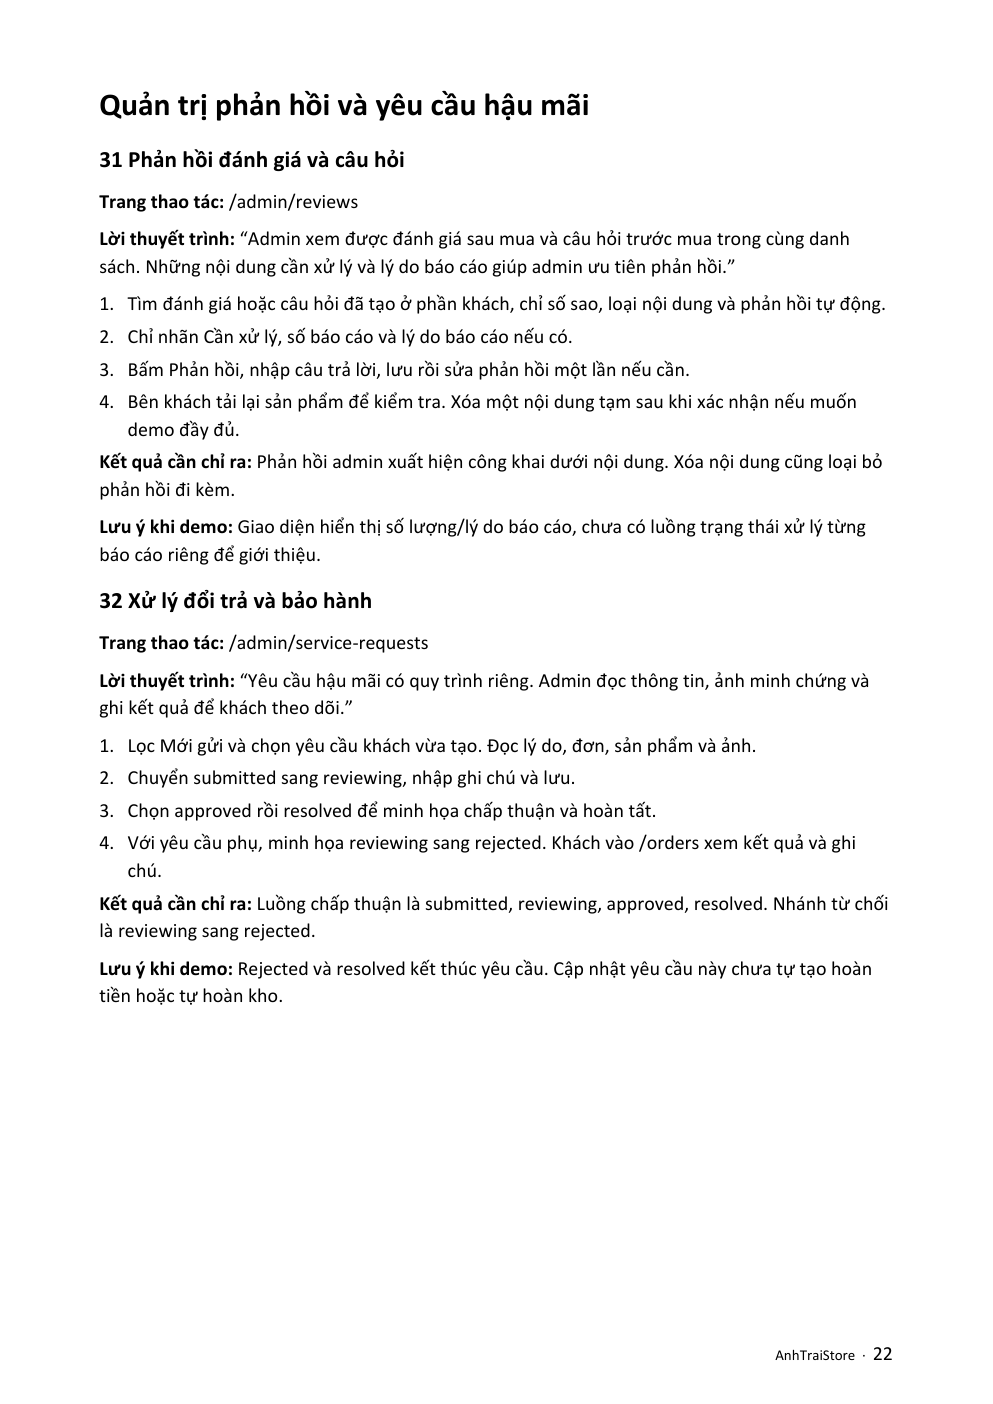 Quản trị phản hồi và yêu cầu hậu mãi
31 Phản hồi đánh giá và câu hỏi
Trang thao tác: /admin/reviews
Lời thuyết trình: “Admin xem được đánh giá sau mua và câu hỏi trước mua trong cùng danh
sách. Những nội dung cần xử lý và lý do báo cáo giúp admin ưu tiên phản hồi.”
1. Tìm đánh giá hoặc câu hỏi đã tạo ở phần khách, chỉ số sao, loại nội dung và phản hồi tự động.
2. Chỉ nhãn Cần xử lý, số báo cáo và lý do báo cáo nếu có.
3. Bấm Phản hồi, nhập câu trả lời, lưu rồi sửa phản hồi một lần nếu cần.
4. Bên khách tải lại sản phẩm để kiểm tra. Xóa một nội dung tạm sau khi xác nhận nếu muốn
demo đầy đủ.
Kết quả cần chỉ ra: Phản hồi admin xuất hiện công khai dưới nội dung. Xóa nội dung cũng loại bỏ
phản hồi đi kèm.
Lưu ý khi demo: Giao diện hiển thị số lượng/lý do báo cáo, chưa có luồng trạng thái xử lý từng
báo cáo riêng để giới thiệu.
32 Xử lý đổi trả và bảo hành
Trang thao tác: /admin/service-requests
Lời thuyết trình: “Yêu cầu hậu mãi có quy trình riêng. Admin đọc thông tin, ảnh minh chứng và
ghi kết quả để khách theo dõi.”
1. Lọc Mới gửi và chọn yêu cầu khách vừa tạo. Đọc lý do, đơn, sản phẩm và ảnh.
2. Chuyển submitted sang reviewing, nhập ghi chú và lưu.
3. Chọn approved rồi resolved để minh họa chấp thuận và hoàn tất.
4. Với yêu cầu phụ, minh họa reviewing sang rejected. Khách vào /orders xem kết quả và ghi
chú.
Kết quả cần chỉ ra: Luồng chấp thuận là submitted, reviewing, approved, resolved. Nhánh từ chối
là reviewing sang rejected.
Lưu ý khi demo: Rejected và resolved kết thúc yêu cầu. Cập nhật yêu cầu này chưa tự tạo hoàn
tiền hoặc tự hoàn kho.
AnhTraiStore · 22